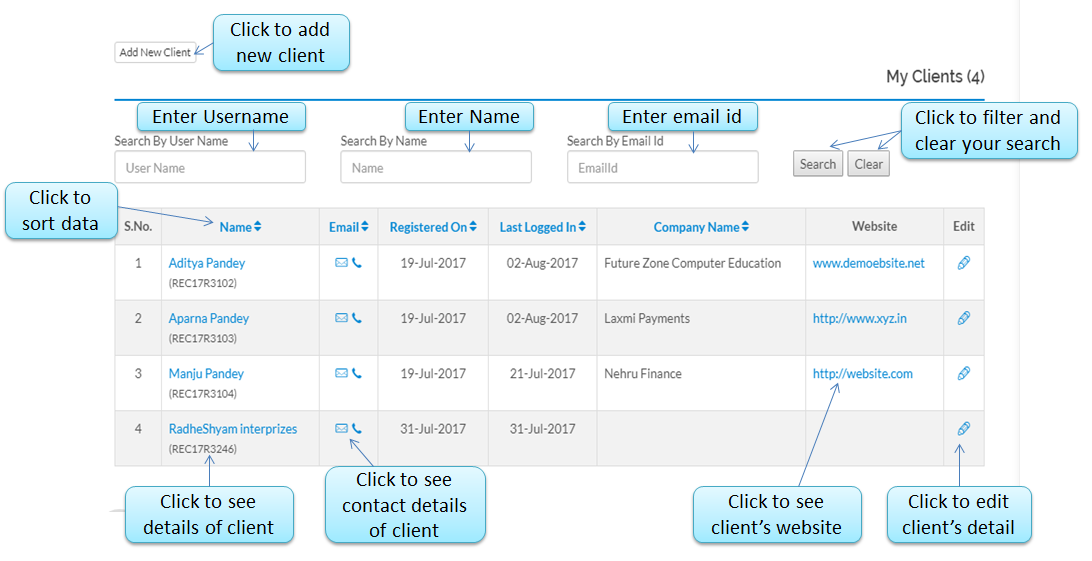 Click to add
new client
Add New Client
My Clients (4)
Enter Username
Enter Name
Enter email id
Click to filter and
clear your search
Search By User Name
Search By Name
Search By Email Id
User Name
Name
EmailId
Search
Clear
Click to
sort data
S.No. Name Email Registered On Last Logged In Company Name Website Edit
1 Aditya Pandey 19-Jul-2017 02-Aug-2017 Future Zone Computer Education www.demoebsite.net
(REC17R3102)
2 Aparna Pandey 19-Jul-2017 02-Aug-2017 Laxmi Payments http://www.xyz.in
(REC17R3103)
3 Manju Pandey 19-Jul-2017 21-Jul-2017 Nehru Finance http://website.com
(REC17R3104)
4 RadheShyam interprizes 31-Jul-2017 31-Jul-2017
(REC17R3246)
Click to see
details of client
Click to see
contact details
of client
Click to see
client’s website
Click to edit
client’s detail